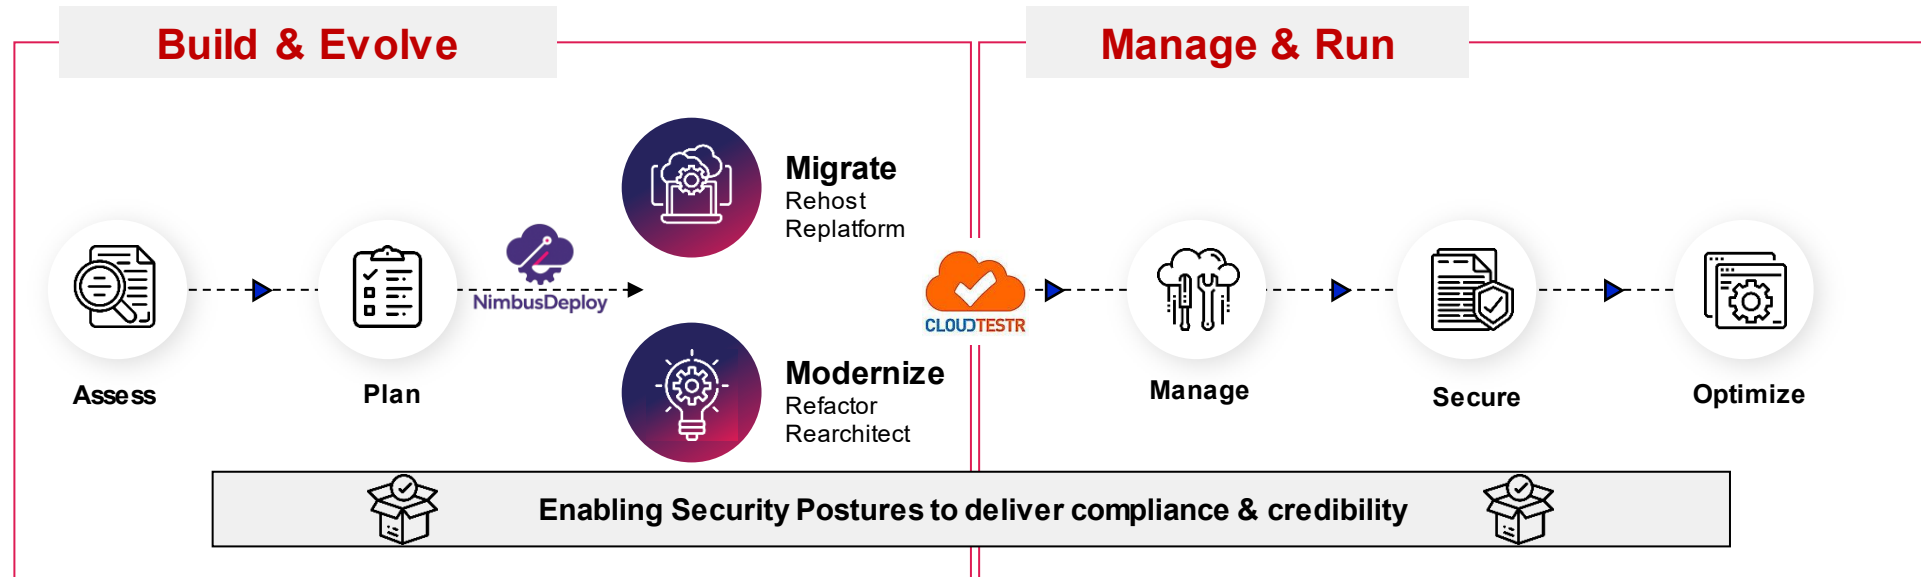 Build & Evolve
Manage & Run
Migrate
Rehost
Replatform
NimbusDeploy
CLOUDTESTR
Modernize
Refactor
Rearchitect
Assess
Plan
Manage
Secure
Optimize
Enabling Security Postures to deliver compliance & credibility